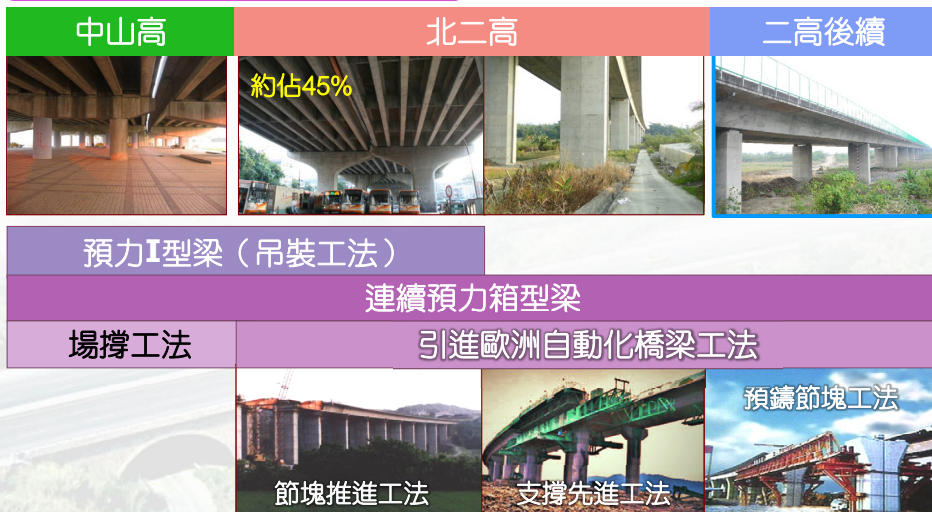 中山高
北二高
二高後續
約佔45%
預力I型梁（吊裝工法）
連續預力箱型梁
場撐工法
引進歐洲自動化橋梁工法
節塊推進工法
支撐先進工法
預鑄節塊工法